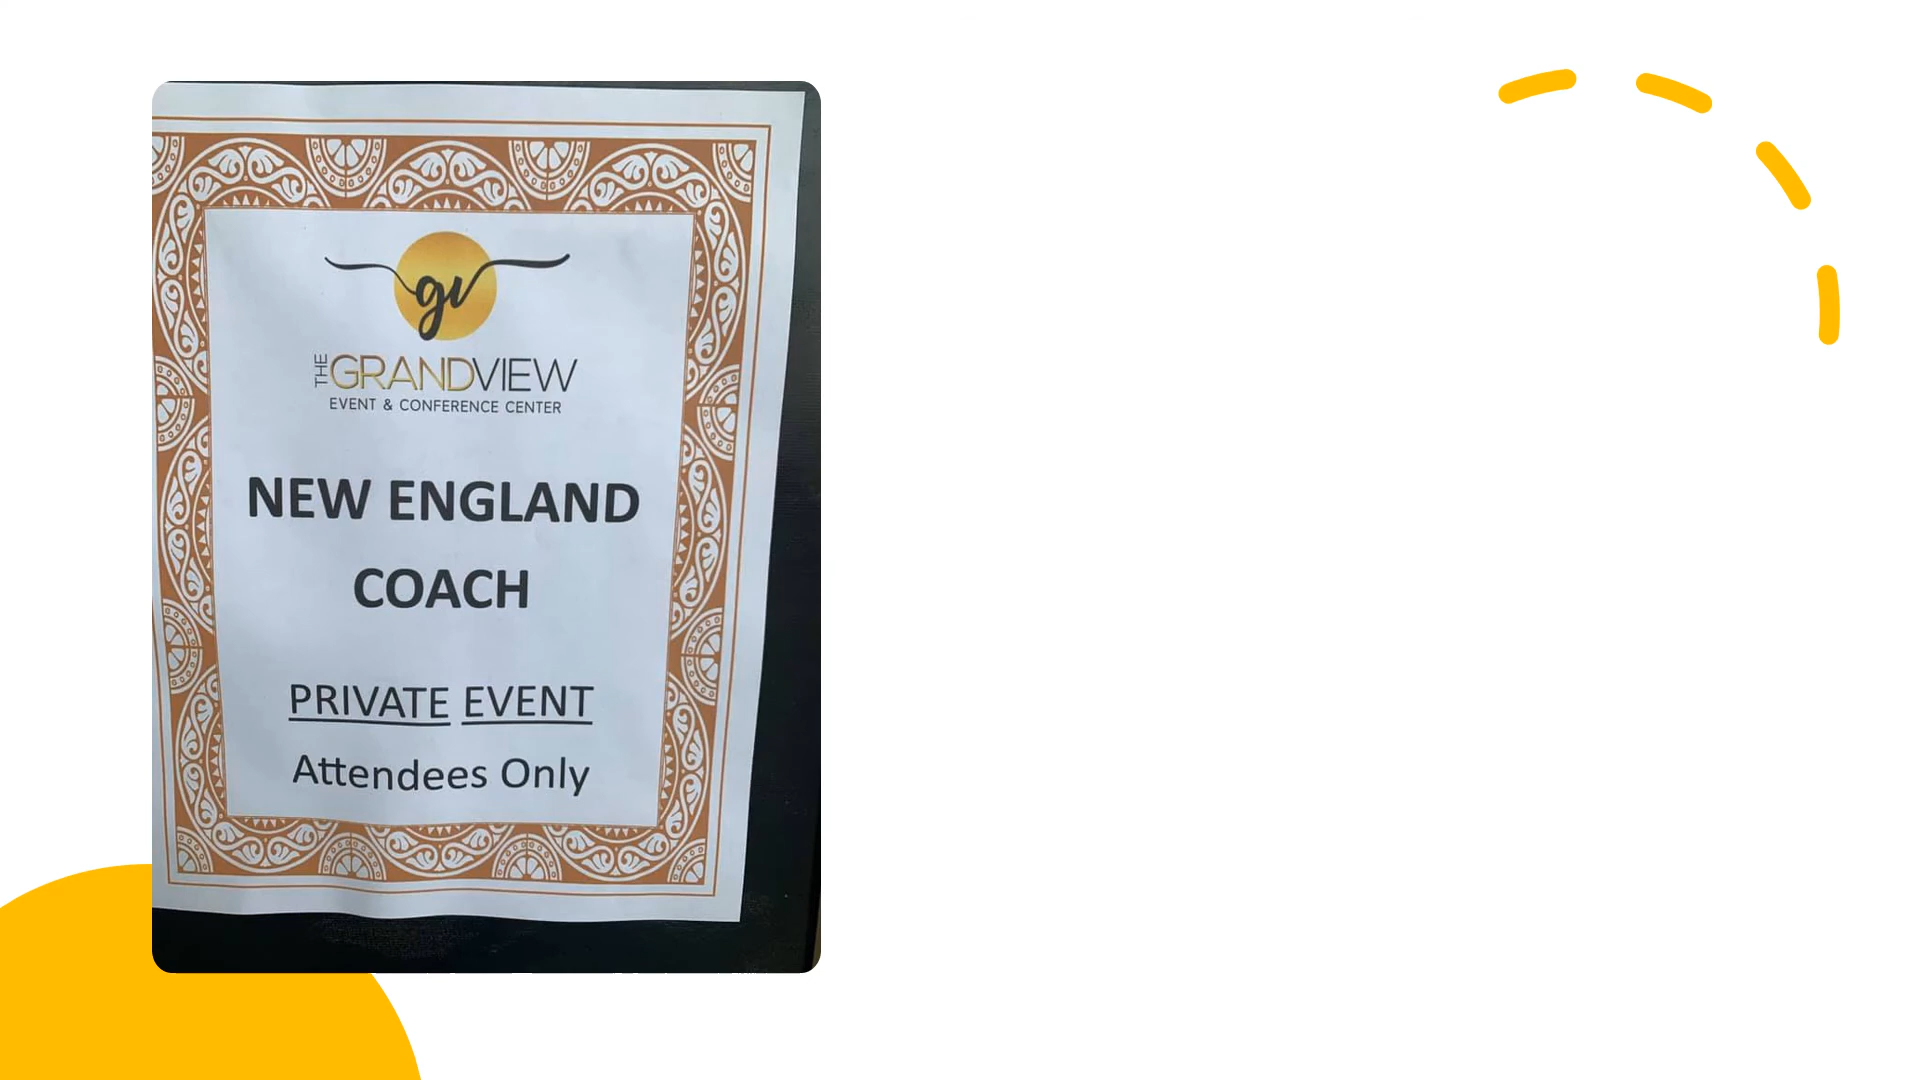 gv
THE GRANDVIEW
EVENT & CONFERENCE CENTER
NEW ENGLAND
COACH
PRIVATE EVENT
Attendees Only